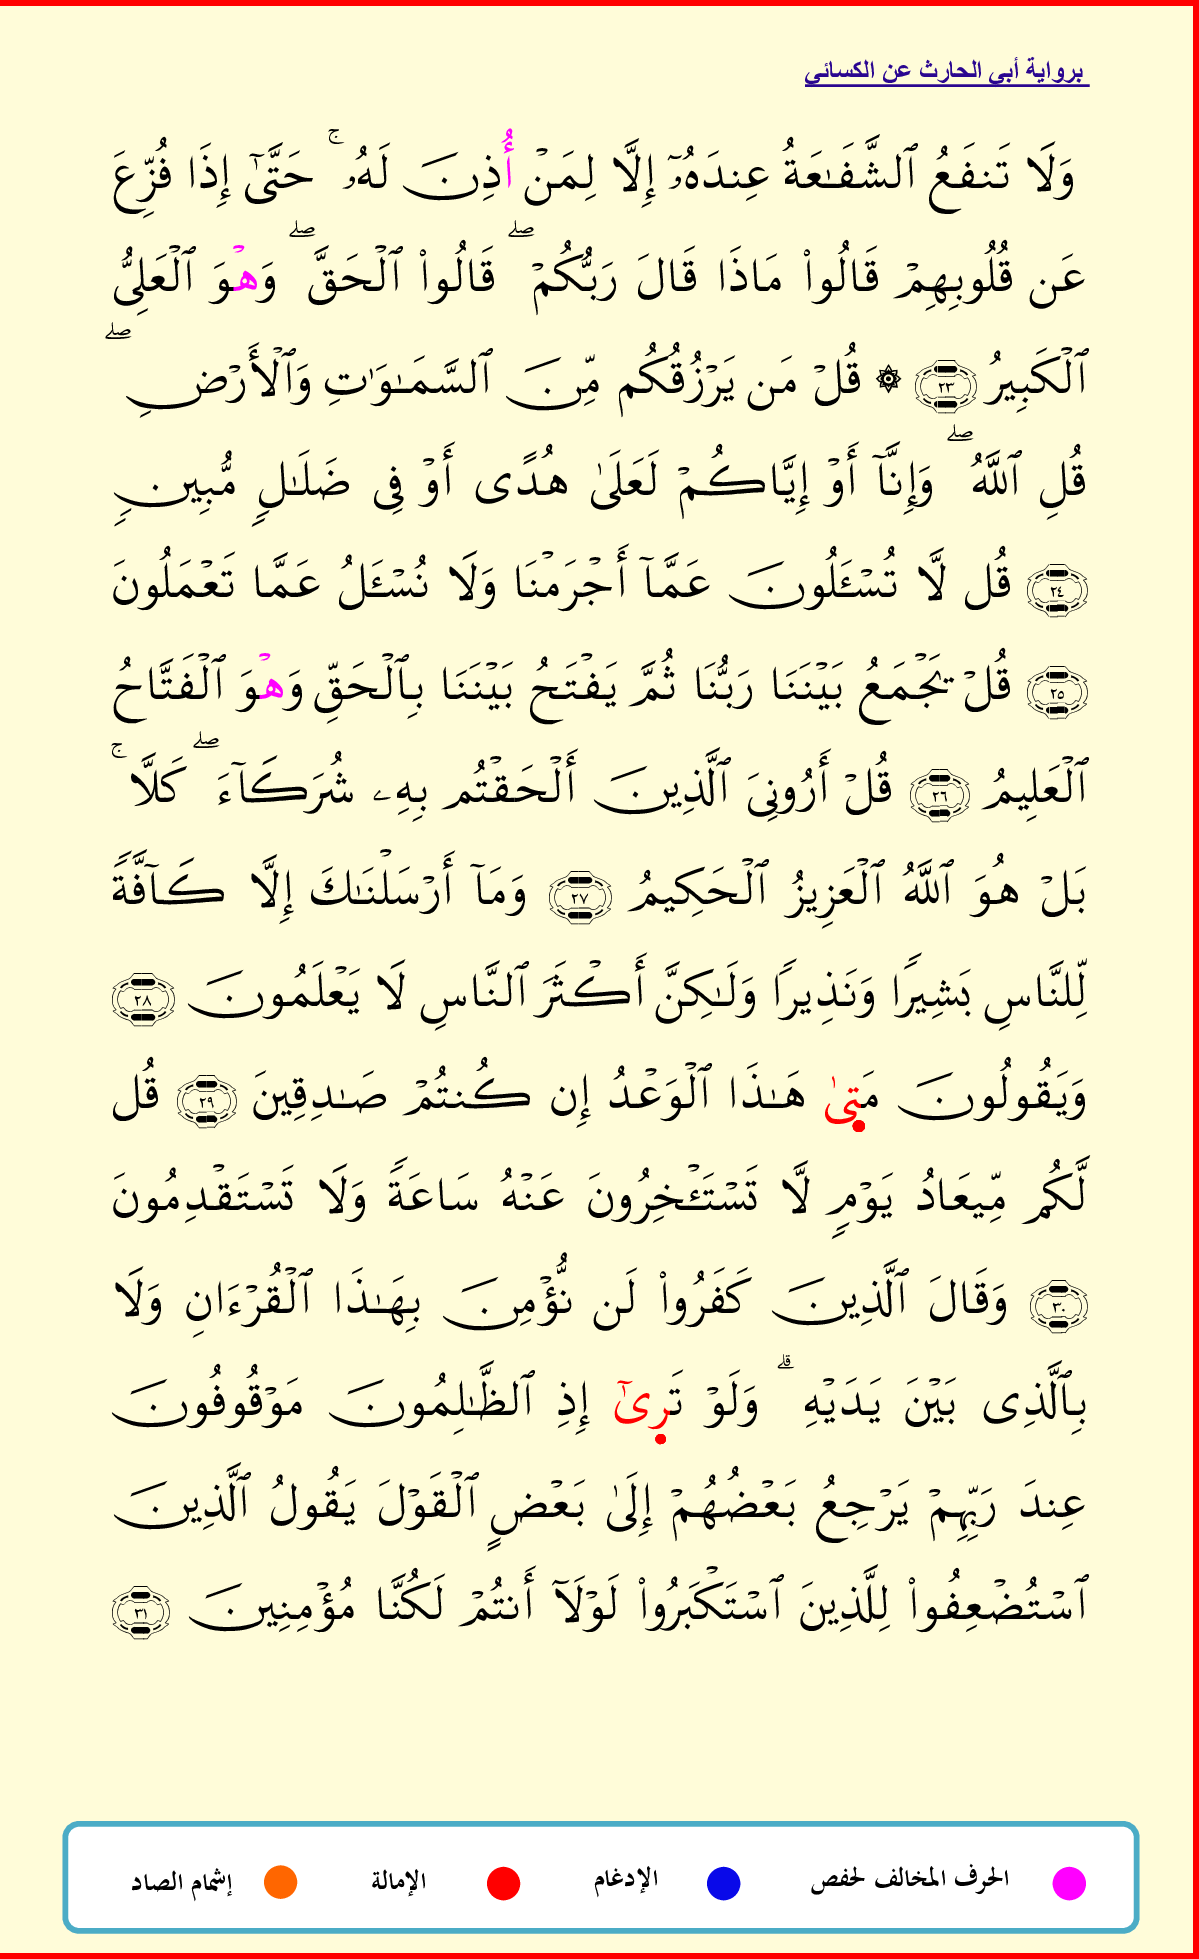 برواية أبي الحارث عن الكسائي
وَلَا تَنفَعُ ٱلشَّفَـٰعَةُ عِندَهُۥٓ إِلَّا لِمَنْ أُذِنَ لَهُۥ ۚ حَتَّىٰٓ إِذَا فُزِّعَ
عَن قُلُوبِهِمْ قَالُوا۟ مَاذَا قَالَ رَبُّكُمْ ۖ قَالُوا۟ ٱلْحَقَّ ۖ وَهْوَ ٱلْعَلِىُّ
ٱلْكَبِيرُ ٢٣ ۞ قُلْ مَن يَرْزُقُكُم مِّنَ ٱلسَّمَـٰوَٰتِ وَٱلْأَرْضِ ۖ
قُلِ ٱللَّهُ ۖ وَإِنَّآ أَوْ إِيَّاكُمْ لَعَلَىٰ هُدًى أَوْ فِى ضَلَـٰلٍ مُّبِينٍ
٢٤ قُل لَّا تُسْـَٔلُونَ عَمَّآ أَجْرَمْنَا وَلَا نُسْـَٔلُ عَمَّا تَعْمَلُونَ
٢٥ قُلْ يَجْمَعُ بَيْنَنَا رَبُّنَا ثُمَّ يَفْتَحُ بَيْنَنَا بِٱلْحَقِّ وَهْوَ ٱلْفَتَّاحُ
ٱلْعَلِيمُ ٢٦ قُلْ أَرُونِىَ ٱلَّذِينَ أَلْحَقْتُم بِهِۦ شُرَكَآءَ ۖ كَلَّا ۚ
بَلْ هُوَ ٱللَّهُ ٱلْعَزِيزُ ٱلْحَكِيمُ ٢٧ وَمَآ أَرْسَلْنَـٰكَ إِلَّا كَآفَّةً
لِّلنَّاسِ بَشِيرًا وَنَذِيرًا وَلَـٰكِنَّ أَكْثَرَ ٱلنَّاسِ لَا يَعْلَمُونَ ٢٨
وَيَقُولُونَ مَتِىٰ هَـٰذَا ٱلْوَعْدُ إِن كُنتُمْ صَـٰدِقِينَ ٢٩ قُل
لَّكُم مِّيعَادُ يَوْمٍ لَّا تَسْتَـْٔخِرُونَ عَنْهُ سَاعَةً وَلَا تَسْتَقْدِمُونَ
٣٠ وَقَالَ ٱلَّذِينَ كَفَرُوا۟ لَن نُّؤْمِنَ بِهَـٰذَا ٱلْقُرْءَانِ وَلَا
بِٱلَّذِى بَيْنَ يَدَيْهِ ۗ وَلَوْ تَرِىٰٓ إِذِ ٱلظَّـٰلِمُونَ مَوْقُوفُونَ
عِندَ رَبِّهِمْ يَرْجِعُ بَعْضُهُمْ إِلَىٰ بَعْضٍ ٱلْقَوْلَ يَقُولُ ٱلَّذِينَ
ٱسْتُضْعِفُوا۟ لِلَّذِينَ ٱسْتَكْبَرُوا۟ لَوْلَآ أَنتُمْ لَكُنَّا مُؤْمِنِينَ ٣١
الحرف المخالف لحفص الإدغام الإمالة إشمام الصاد